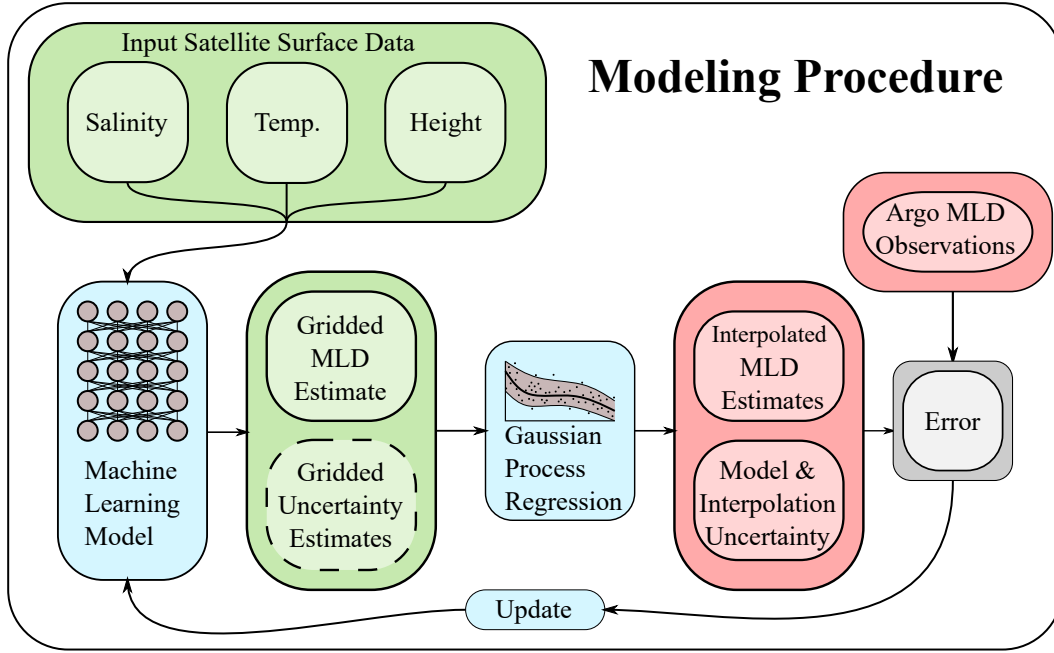 Input Satellite Surface Data
Modeling Procedure
Salinity
Temp.
Height
Argo MLD
Observations
Machine
Learning
Model
Gridded
MLD
Estimate
Gridded
Uncertainty
Estimates
Gaussian
Process
Regression
Interpolated
MLD
Estimates
Model &
Interpolation
Uncertainty
Error
Update